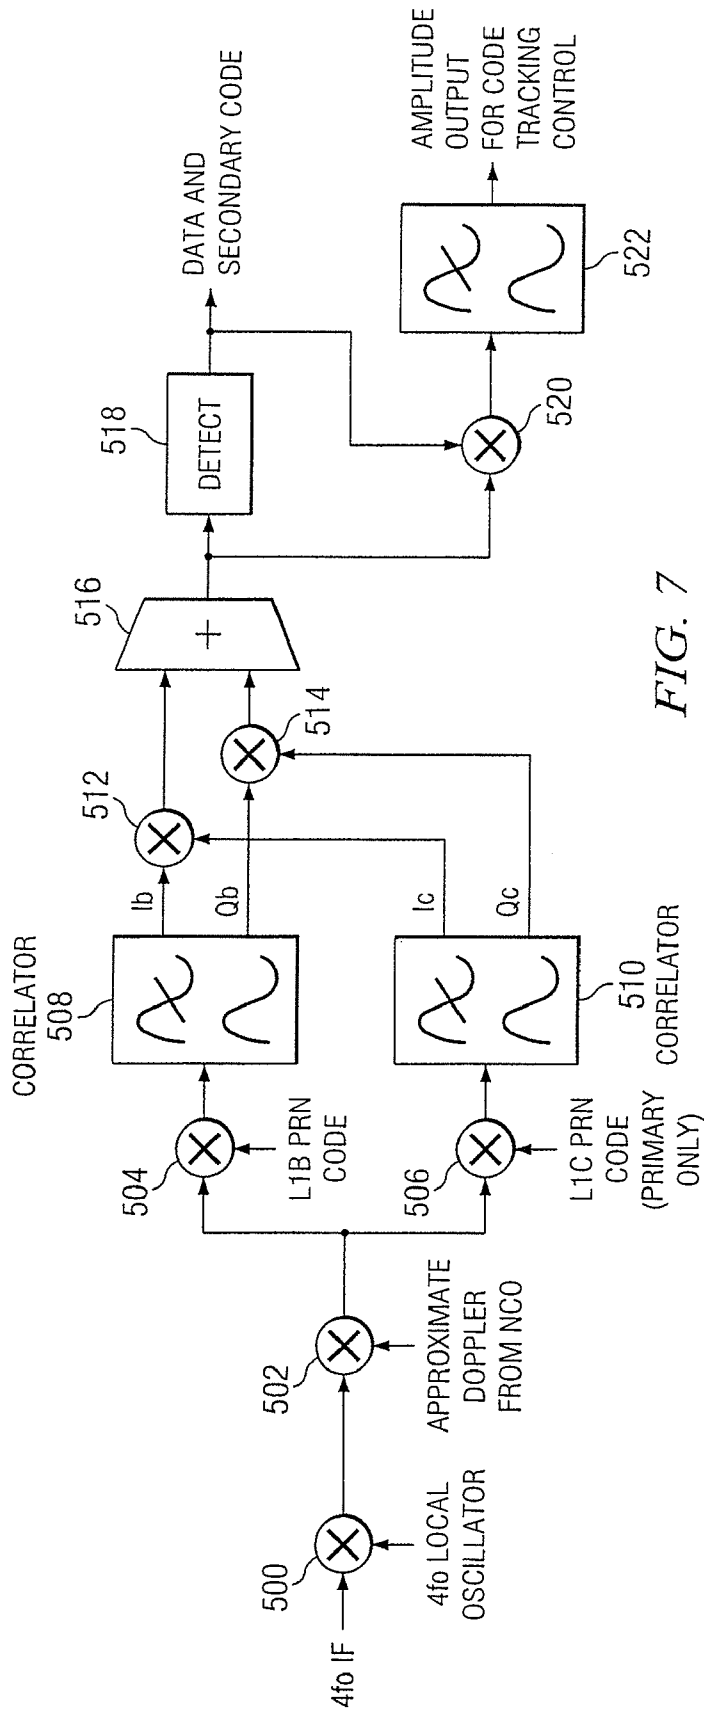 4fo IF
500
4fo LOCAL
OSCILLATOR
502
APPROXIMATE
DOPPLER
FROM NCO
504
L1B PRN
CODE
506
L1C PRN
CODE
(PRIMARY
ONLY)
CORRELATOR
508
510
CORRELATOR
Ib
Qb
Ic
Qc
512
514
516
+
518
DETECT
DATA AND
SECONDARY CODE
520
522
AMPLITUDE
OUTPUT
FOR CODE
TRACKING
CONTROL
FIG. 7